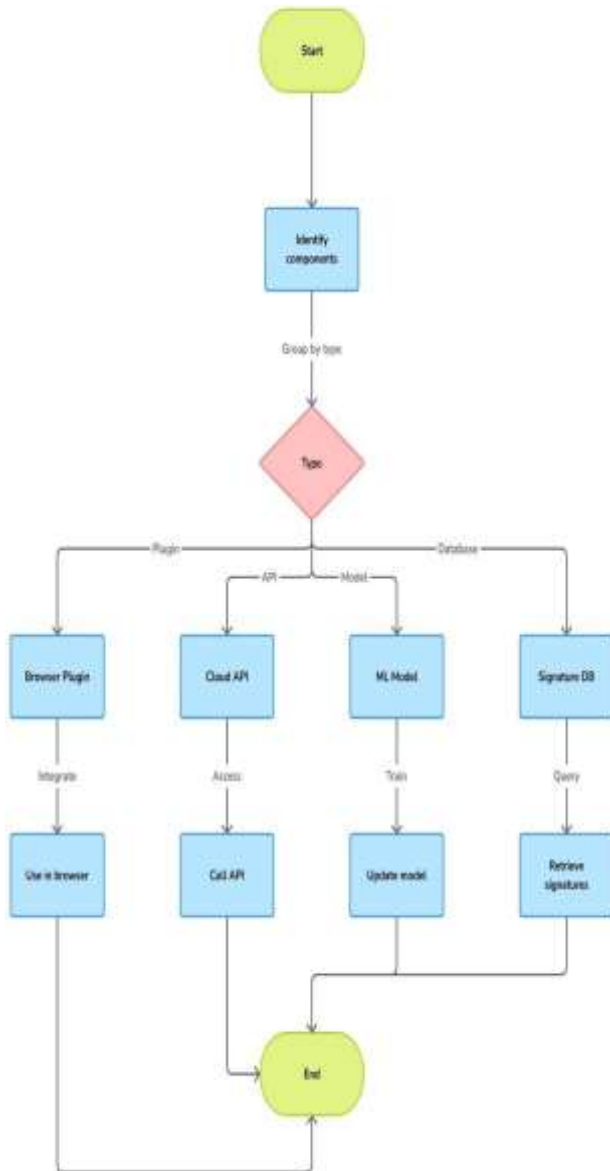 Start
Identify
components
Group by type
Type
Plugin
Database
API
Model
Browser Plugin
Cloud API
ML Model
Signature DB
Integrate
Access
Train
Query
Use in browser
Call API
Update model
Retrieve
signatures
End